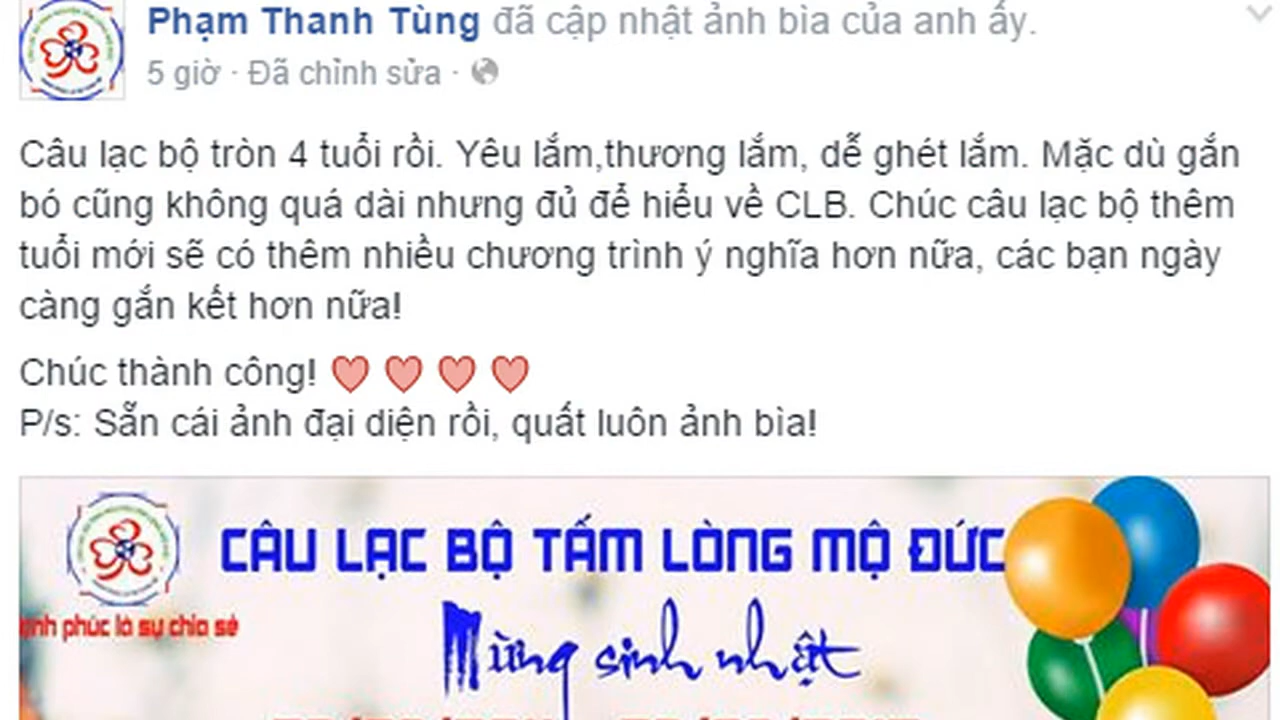 Phạm Thanh Tùng đã cập nhật ảnh bìa của anh ấy.
5 giờ · Đã chỉnh sửa ·
Câu lạc bộ tròn 4 tuổi rồi. Yêu lắm,thương lắm, dễ ghét lắm. Mặc dù gắn
bó cũng không quá dài nhưng đủ để hiểu về CLB. Chúc câu lạc bộ thêm
tuổi mới sẽ có thêm nhiều chương trình ý nghĩa hơn nữa, các bạn ngày
càng gắn kết hơn nữa!
Chúc thành công!
P/s: Sẵn cái ảnh đại diện rồi, quất luôn ảnh bìa!
CÂU LẠC BỘ TẤM LÒNG MỘ ĐỨC
phúc là sự chia sẻ
Mừng sinh nhật